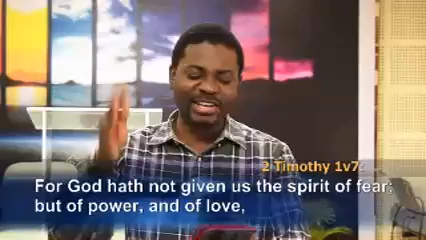 2 Timothy 1v7:
For God hath not given us the spirit of fear;
but of power, and of love,